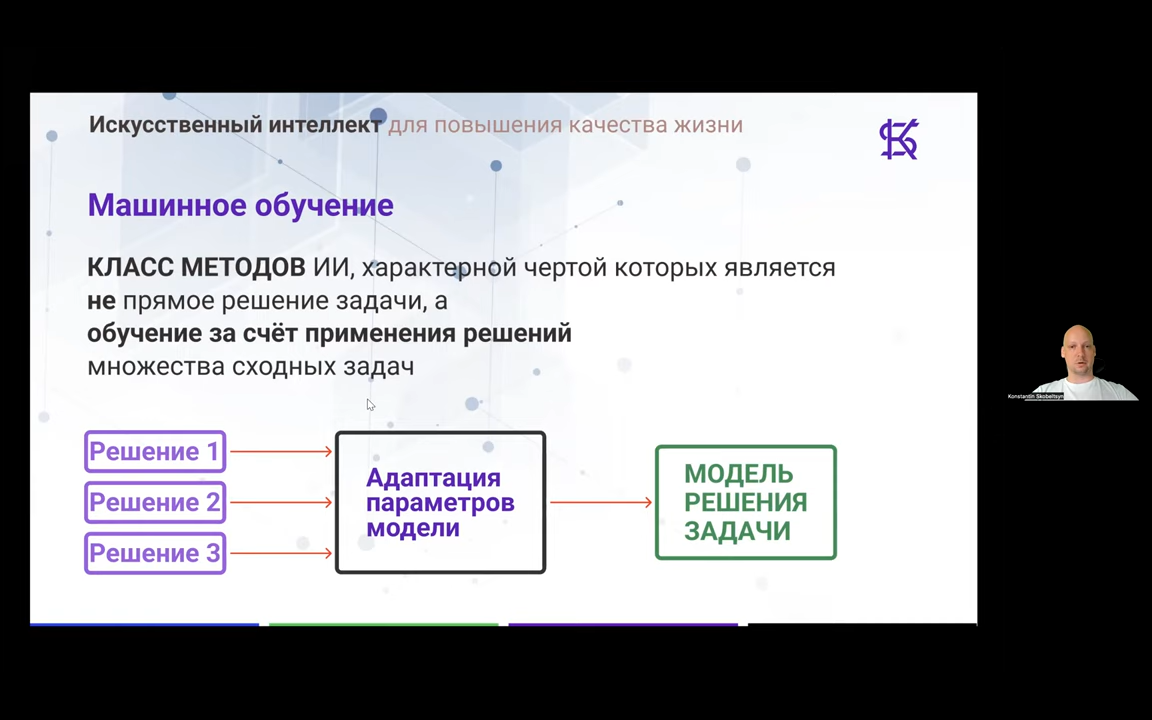 Искусственный интеллект для повышения качества жизни
Машинное обучение
КЛАСС МЕТОДОВ ИИ, характерной чертой которых является
не прямое решение задачи, а
обучение за счёт применения решений
множества сходных задач
Решение 1
Решение 2
Решение 3
Адаптация
параметров
модели
МОДЕЛЬ
РЕШЕНИЯ
ЗАДАЧИ
Konstantin Skobeltsyn